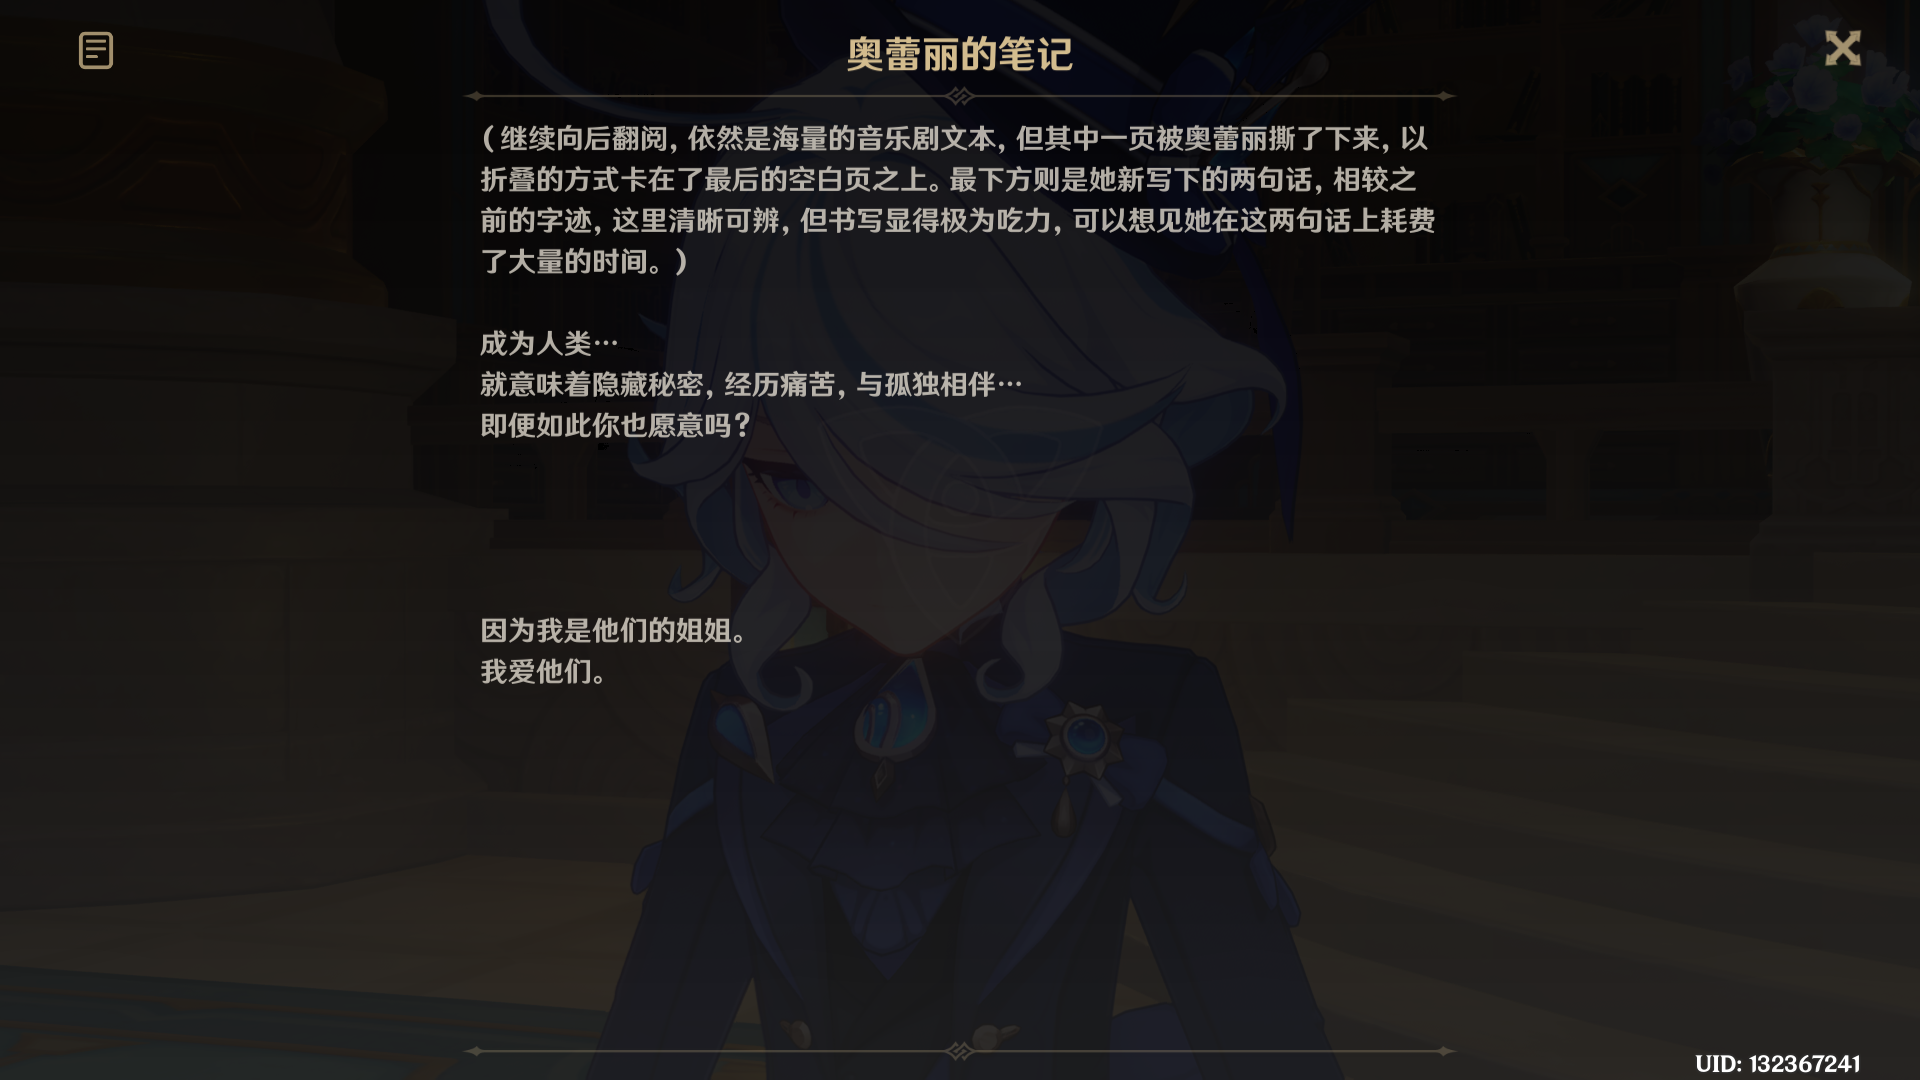 奥蕾丽的笔记
（继续向后翻阅，依然是海量的音乐剧文本，但其中一页被奥蕾丽撕了下来，以
折叠的方式卡在了最后的空白页之上。最下方则是她新写下的两句话，相较之
前的字迹，这里清晰可辨，但书写显得极为吃力，可以想见她在这两句话上耗费
了大量的时间。）
成为人类…
就意味着隐藏秘密，经历痛苦，与孤独相伴…
即便如此你也愿意吗？
因为我是他们的姐姐。
我爱他们。
UID: 132367241